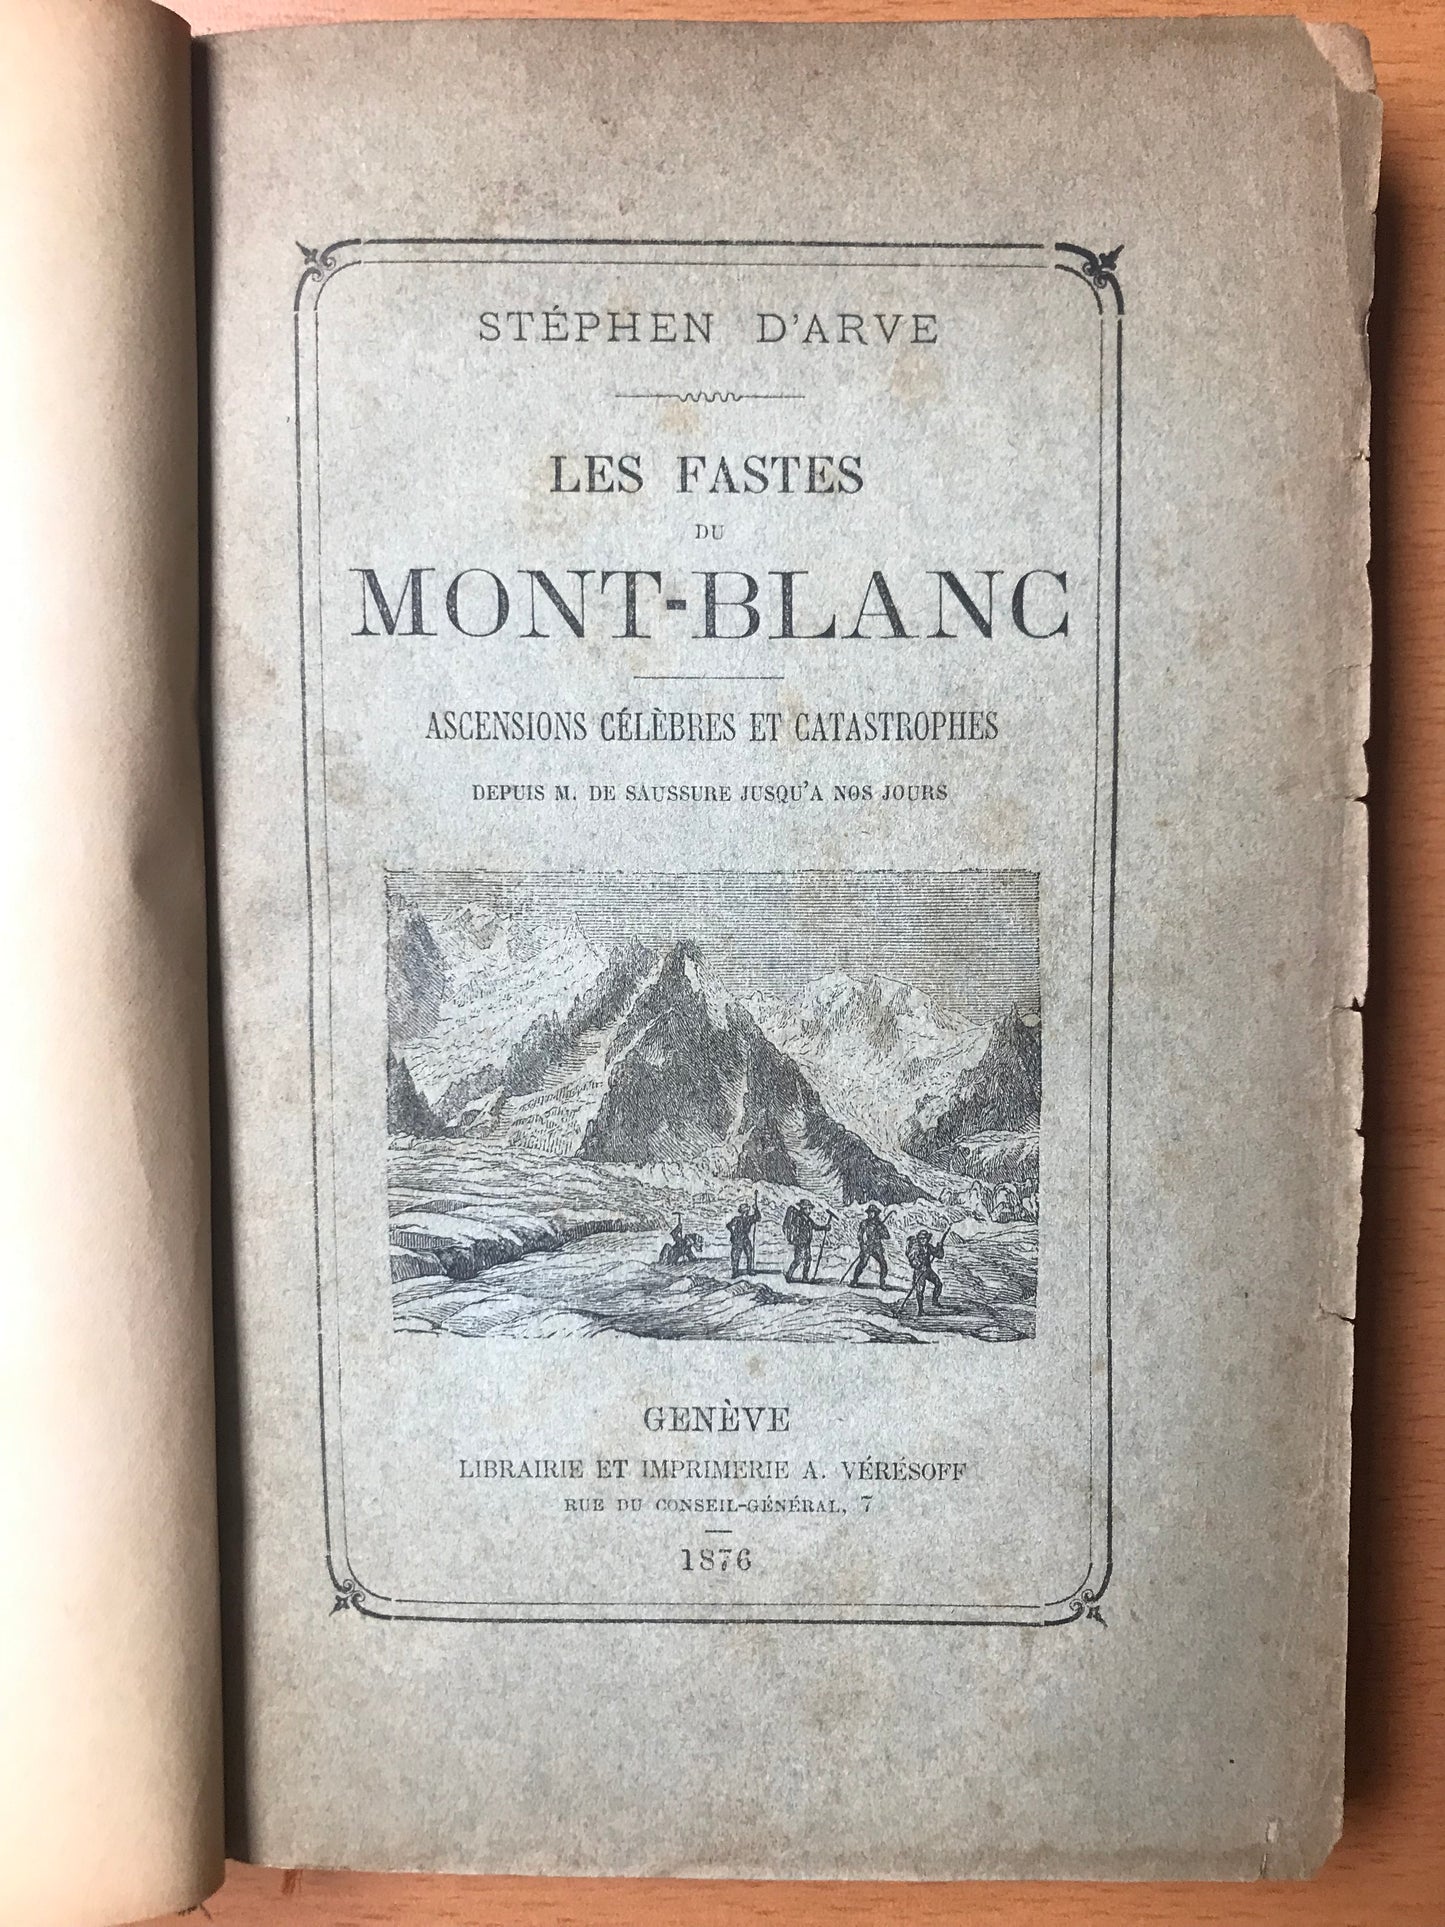 STÉPHEN D'ARVE
LES FASTES
DU
MONT-BLANC
ASCENSIONS CÉLÈBRES ET CATASTROPHES
DEPUIS M. DE SAUSSURE JUSQU'A NOS JOURS
GENÈVE
LIBRAIRIE ET IMPRIMERIE A. VÉRÉSOFF
RUE DU CONSEIL-GÉNÉRAL, 7
1876